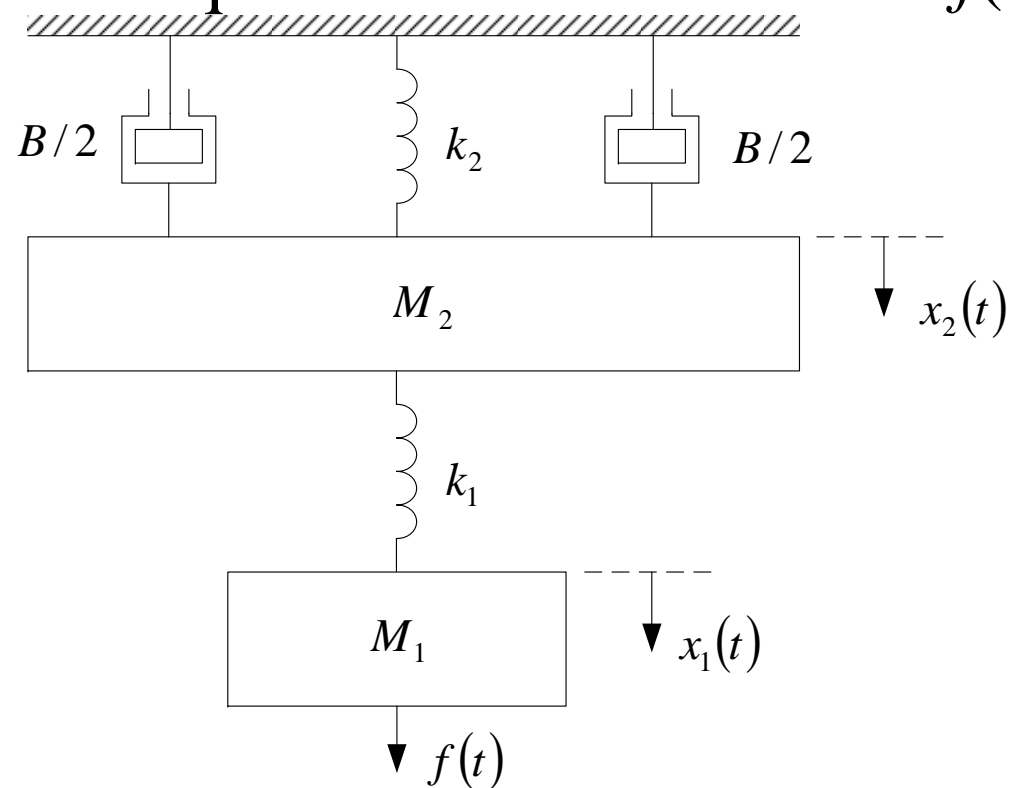 B/2
k₂
B/2
M₂
x₂(t)
k₁
M₁
x₁(t)
f(t)